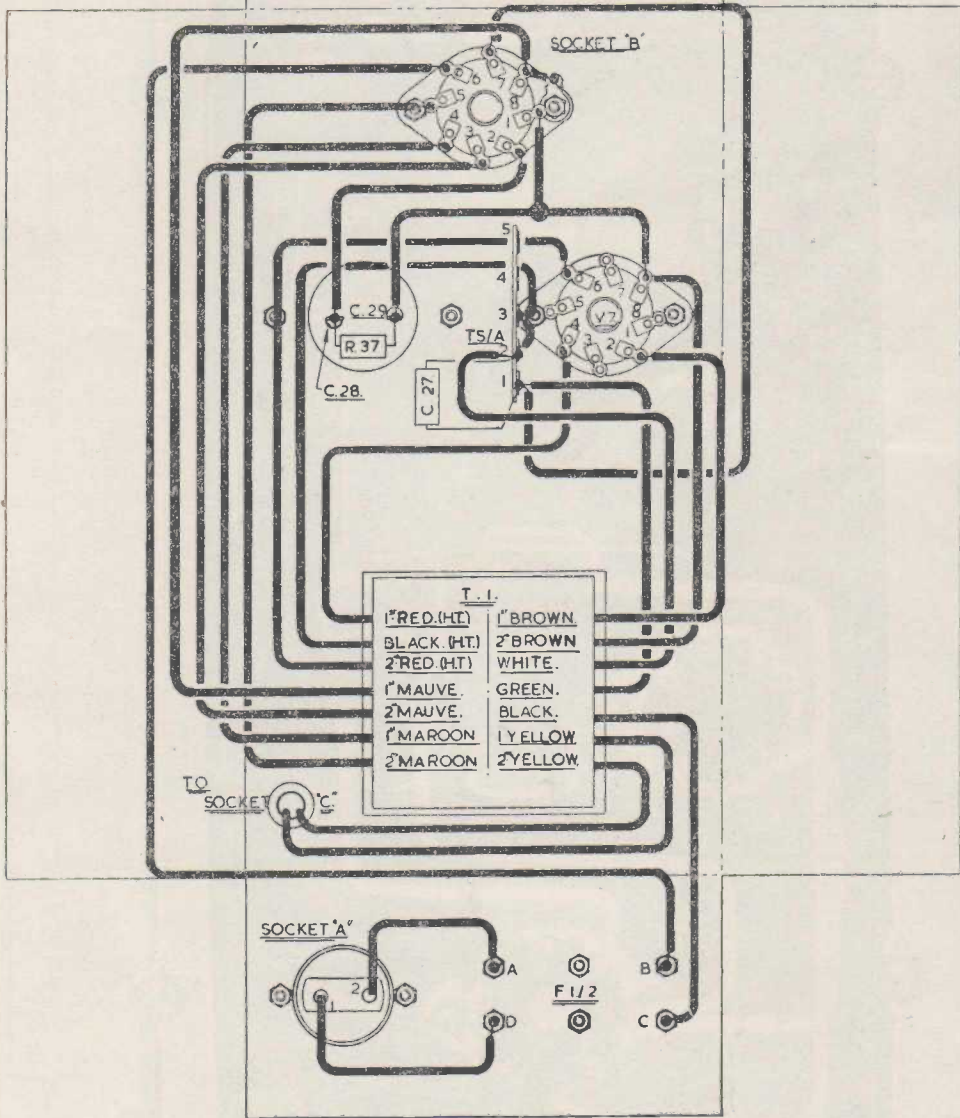 SOCKET "B"
6
7
8
5
4
3
2
1
5
4
3
TS/A
2
1
C.29
R.37
C.28.
C 27
6
7
8
5
4
3
2
1
V7
T.1.
1" RED.(H.T.) 1" BROWN.
BLACK.(H.T.) 2" BROWN
2" RED.(H.T) WHITE.
1" MAUVE. GREEN.
2" MAUVE. BLACK.
1" MAROON 1 YELLOW
2" MAROON 2" YELLOW
TO
SOCKET "C."
SOCKET "A"
2
1
A
B
F 1/2
D
C